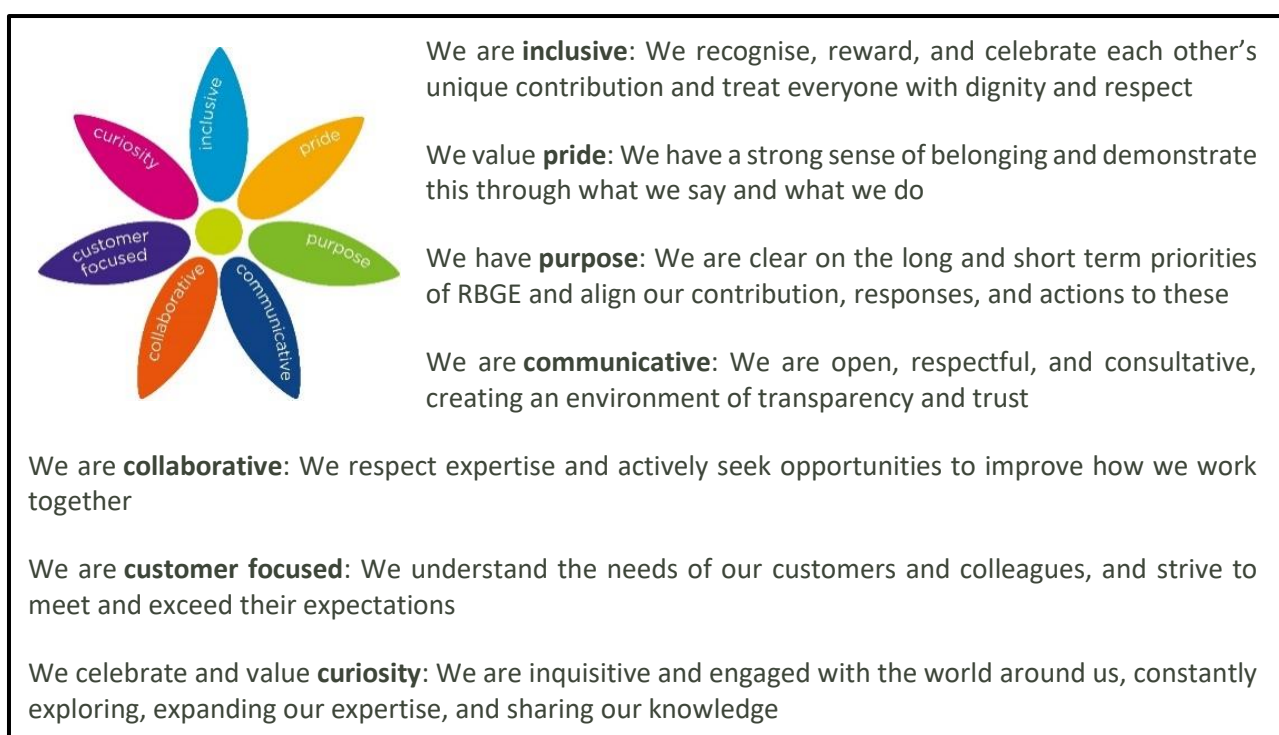 inclusive
pride
purpose
communicative
collaborative
customer
focused
curiosity
We are inclusive: We recognise, reward, and celebrate each other’s
unique contribution and treat everyone with dignity and respect
We value pride: We have a strong sense of belonging and demonstrate
this through what we say and what we do
We have purpose: We are clear on the long and short term priorities
of RBGE and align our contribution, responses, and actions to these
We are communicative: We are open, respectful, and consultative,
creating an environment of transparency and trust
We are collaborative: We respect expertise and actively seek opportunities to improve how we work
together
We are customer focused: We understand the needs of our customers and colleagues, and strive to
meet and exceed their expectations
We celebrate and value curiosity: We are inquisitive and engaged with the world around us, constantly
exploring, expanding our expertise, and sharing our knowledge